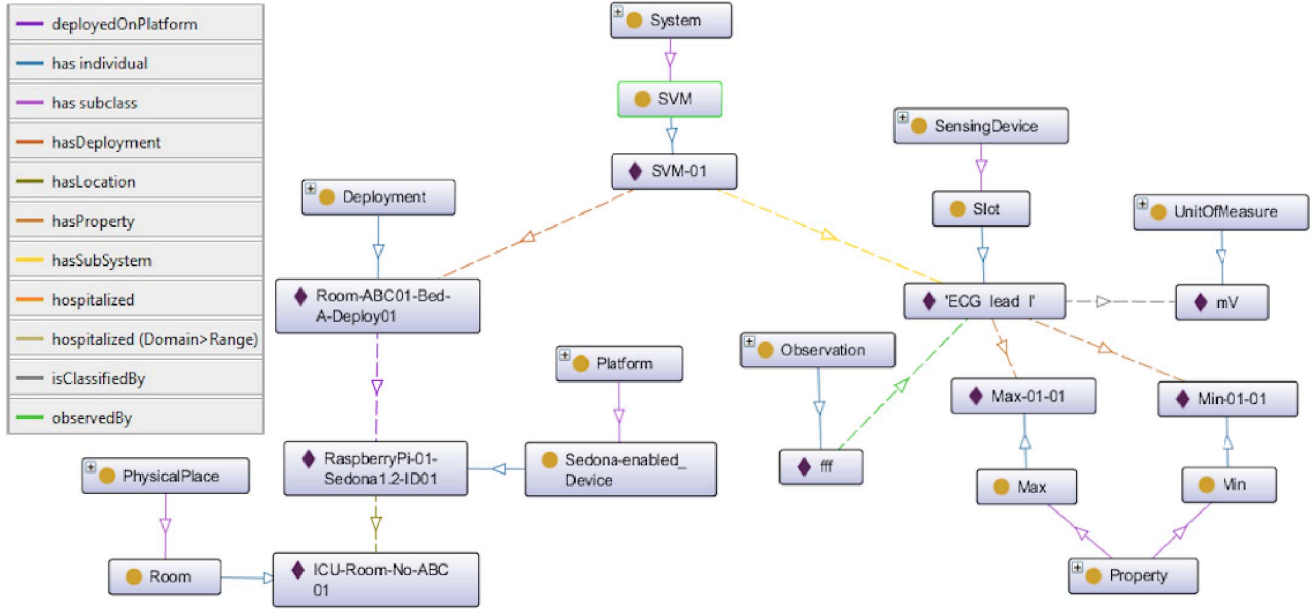 deployedOnPlatform
has individual
has subclass
hasDeployment
hasLocation
hasProperty
hasSubSystem
hospitalized
hospitalized (Domain>Range)
isClassifiedBy
observedBy
System
SVM
SVM-01
SensingDevice
Slot
UnitOfMeasure
Deployment
Room-ABC01-Bed-
A-Deploy01
'ECG lead I'
mV
Observation
Platform
Max-01-01
Min-01-01
RaspberryPi-01-
Sedona1.2-ID01
Sedona-enabled_
Device
fff
PhysicalPlace
Max
Min
Room
ICU-Room-No-ABC
01
Property